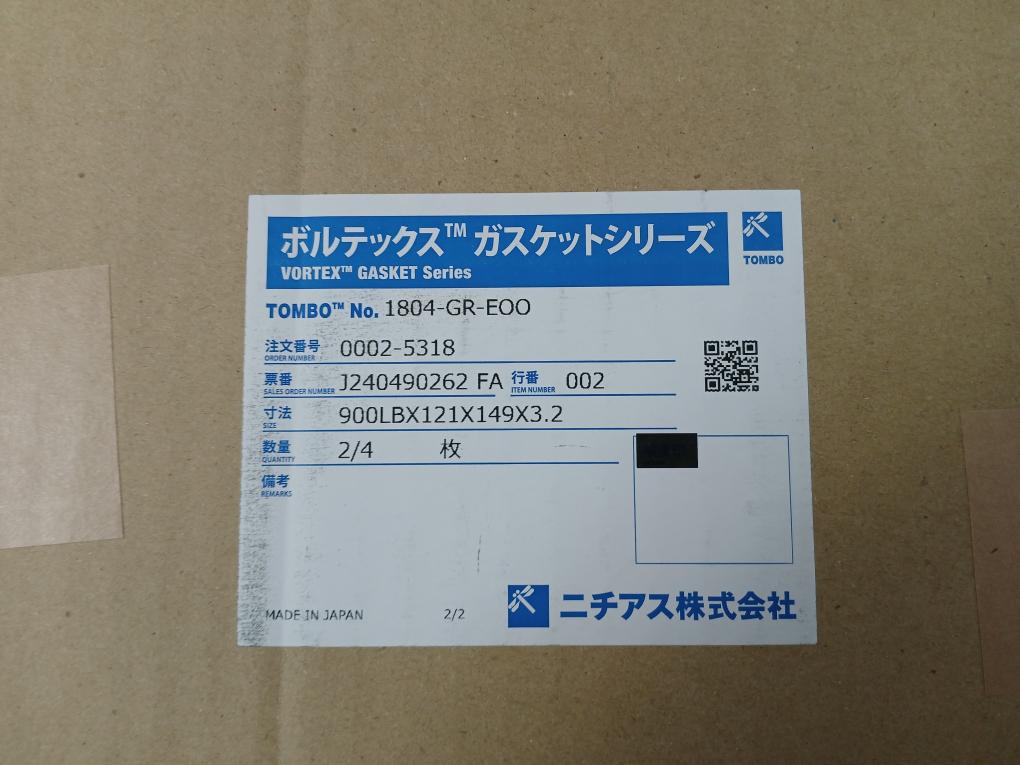 ボルテックス™ ガスケットシリーズ
VORTEX™ GASKET Series
TOMBO
TOMBO™ No. 1804-GR-EOO
注文番号 0002-5318
ORDER NUMBER
票番 J240490262 FA 行番 002
SALES ORDER NUMBER ITEM NUMBER
寸法 900LBX121X149X3.2
SIZE
数量 2/4 枚
QUANTITY
備考
REMARKS
MADE IN JAPAN 2/2 ニチアス株式会社